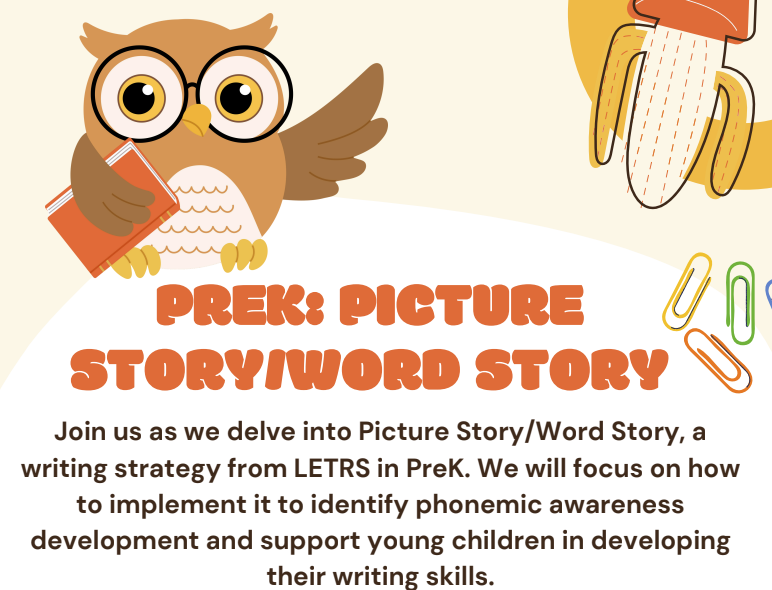 PREK: PICTURE
STORY/WORD STORY
Join us as we delve into Picture Story/Word Story, a
writing strategy from LETRS in PreK. We will focus on how
to implement it to identify phonemic awareness
development and support young children in developing
their writing skills.